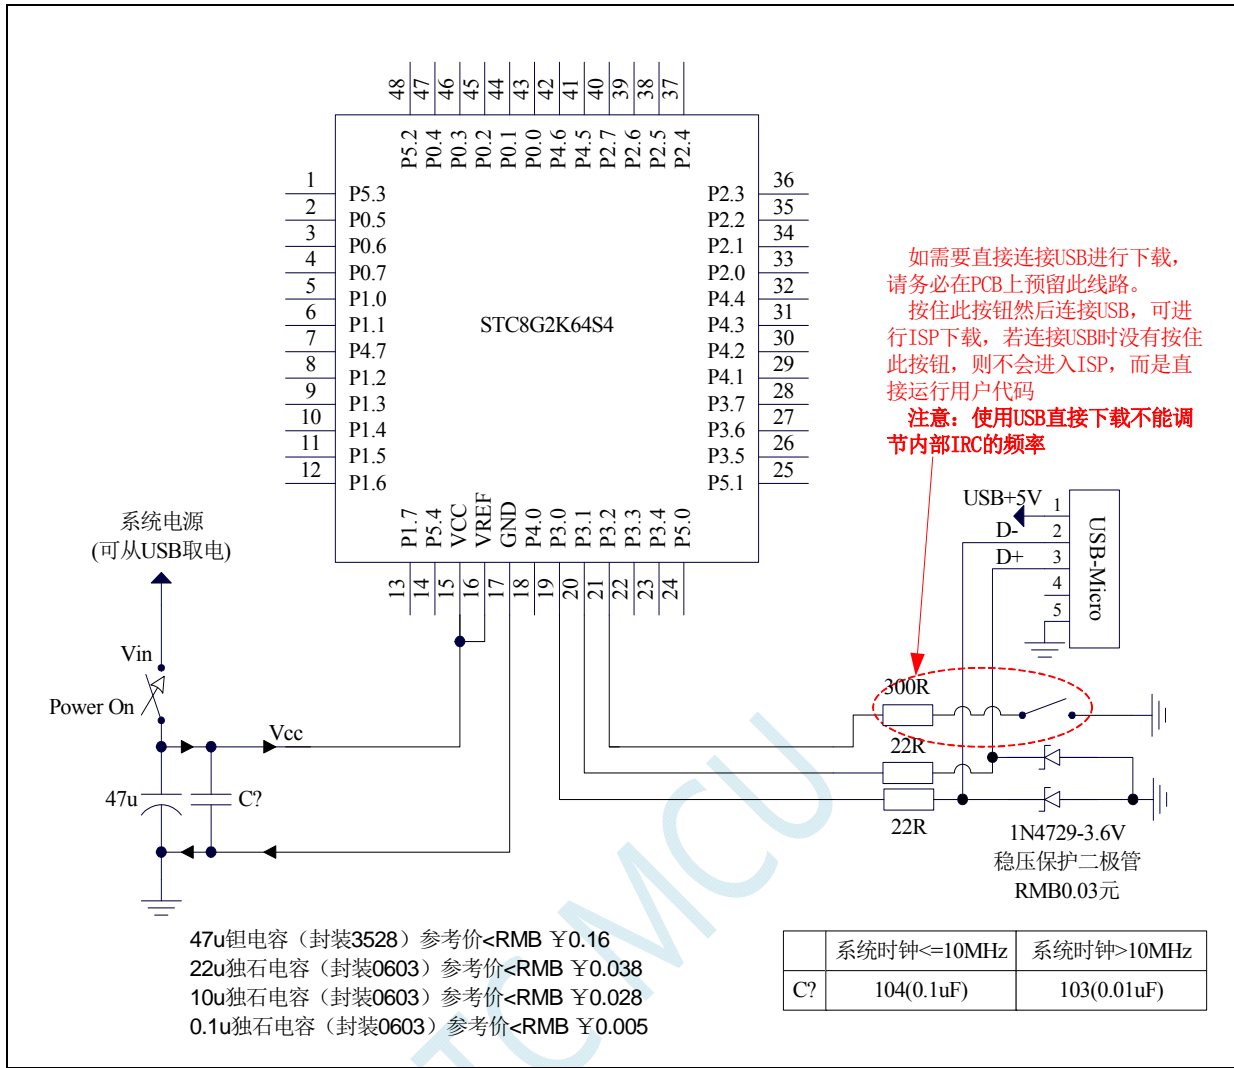 48
47
46
45
44
43
42
41
40
39
38
37
P5.2
P0.4
P0.3
P0.2
P0.1
P0.0
P4.6
P4.5
P2.7
P2.6
P2.5
P2.4
1 P5.3
2 P0.5
3 P0.6
4 P0.7
5 P1.0
6 P1.1
7 P4.7
8 P1.2
9 P1.3
10 P1.4
11 P1.5
12 P1.6
STC8G2K64S4
P2.3 36
P2.2 35
P2.1 34
P2.0 33
P4.4 32
P4.3 31
P4.2 30
P4.1 29
P3.7 28
P3.6 27
P3.5 26
P5.1 25
P1.7
P5.4
VCC
VREF
GND
P4.0
P3.0
P3.1
P3.2
P3.3
P3.4
P5.0
13
14
15
16
17
18
19
20
21
22
23
24
如需要直接连接USB进行下载，
请务必在PCB上预留此线路。
按住此按钮然后连接USB，可进
行ISP下载，若连接USB时没有按住
此按钮，则不会进入ISP，而是直
接运行用户代码
注意：使用USB直接下载不能调
节内部IRC的频率
USB+5V 1
D- 2
D+ 3
4
5
USB-Micro
系统电源
(可从USB取电)
Vin
Power On
Vcc
47u
C?
300R
22R
22R
1N4729-3.6V
稳压保护二极管
RMB0.03元
47u钽电容（封装3528）参考价<RMB ￥0.16
22u独石电容（封装0603）参考价<RMB ￥0.038
10u独石电容（封装0603）参考价<RMB ￥0.028
0.1u独石电容（封装0603）参考价<RMB ￥0.005
系统时钟<=10MHz 系统时钟>10MHz
C? 104(0.1uF) 103(0.01uF)
TC MCU